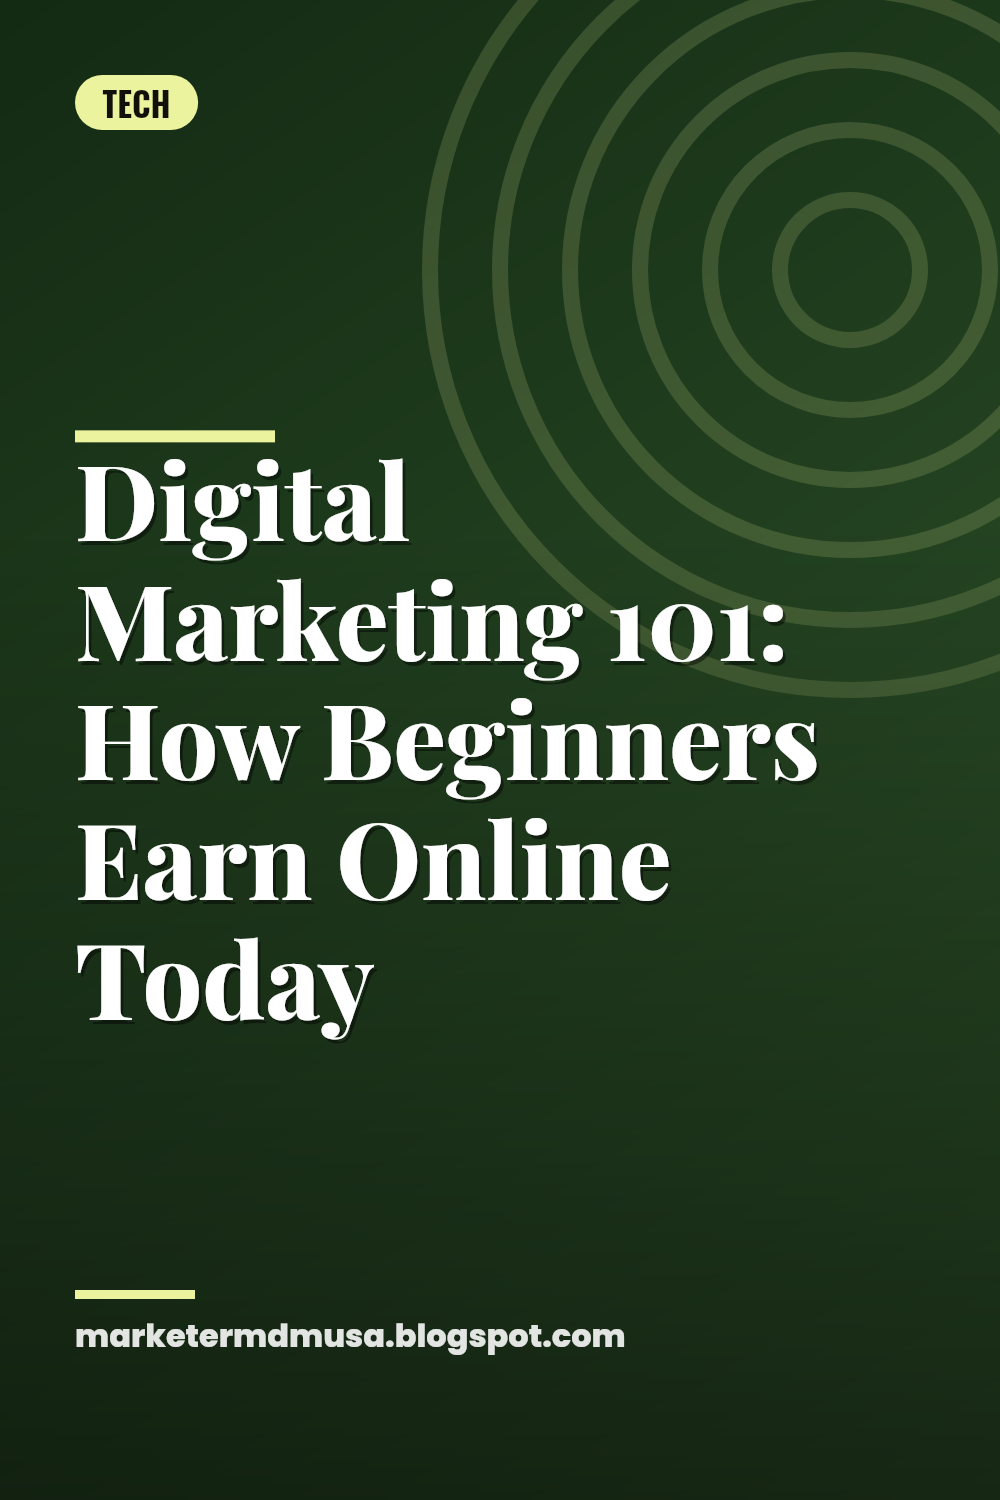 TECH
Digital
Marketing 101:
How Beginners
Earn Online
Today
marketermdmusa.blogspot.com